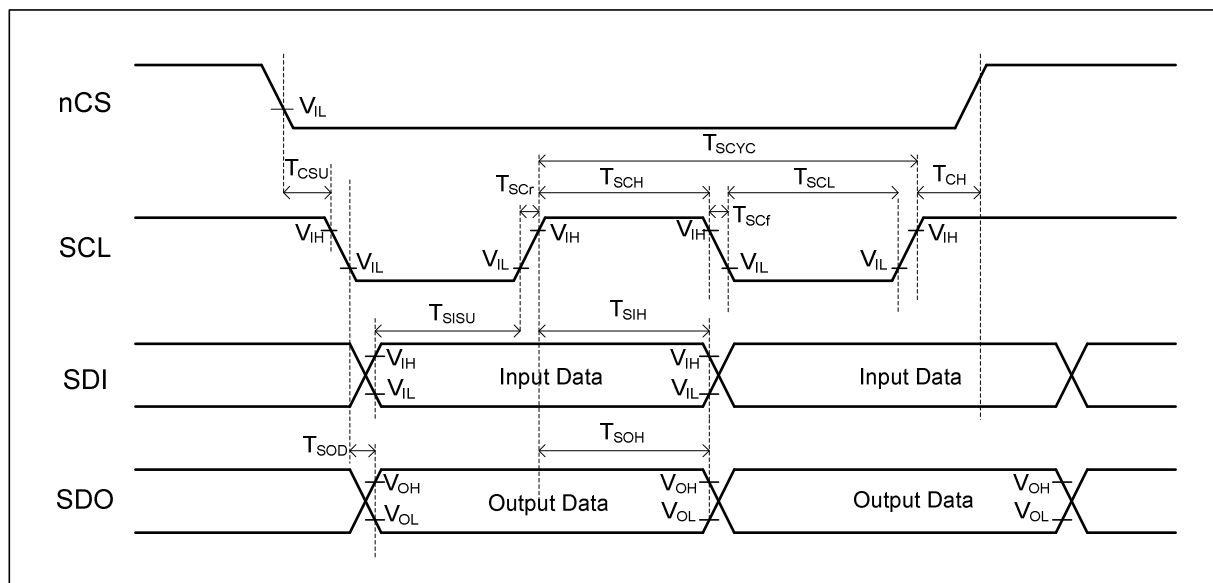 nCS
VIL
TSCYC
TCSU
TSCr
TSCH
TSCL
TCH
TSCf
SCL
VIH
VIH
VIH
VIH
VIL
VIL
VIL
VIL
TSISU
TSIH
SDI
VIH
VIL
Input Data
VIH
VIL
Input Data
TSOD
TSOH
SDO
VOH
VOL
Output Data
VOH
VOL
Output Data
VOH
VOL